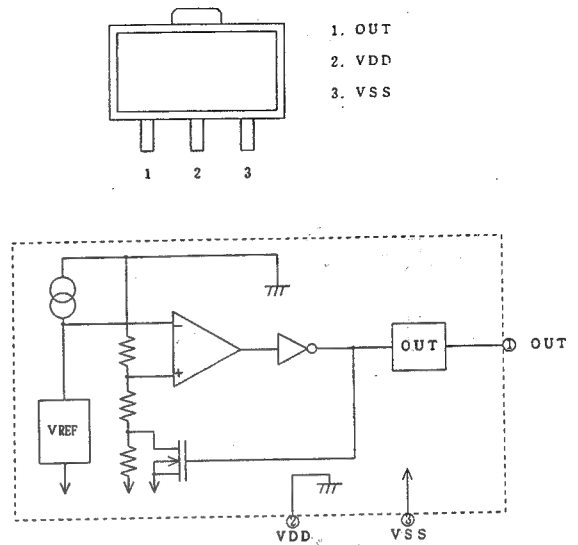 1. OUT
2. VDD
3. VSS
1 2 3
−
+
VREF
OUT
① OUT
②
VDD
③
VSS